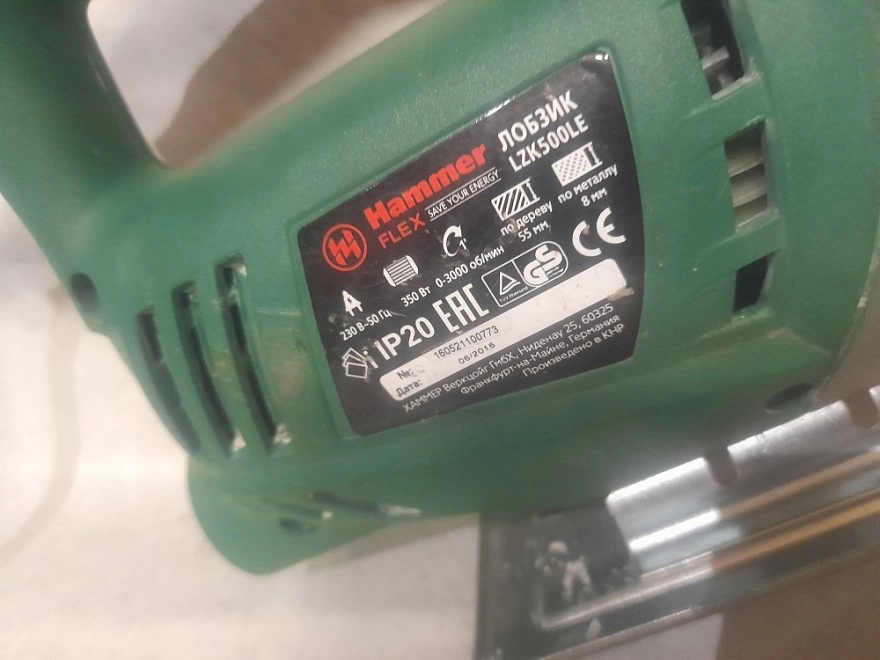 Hammer
FLEX SAVE YOUR ENERGY
ЛОБЗИК
LZK500LE
230 В~50 Гц
350 Вт
0-3000 об/мин
по дереву
55 мм
по металлу
8 мм
IP20 EAC GS CE
№: 160521100773
Дата: 06/2016
ХАММЕР Веркцойг ГмбХ, Ниденау 25, 60325
Франкфурт-на-Майне, Германия
Произведено в КНР